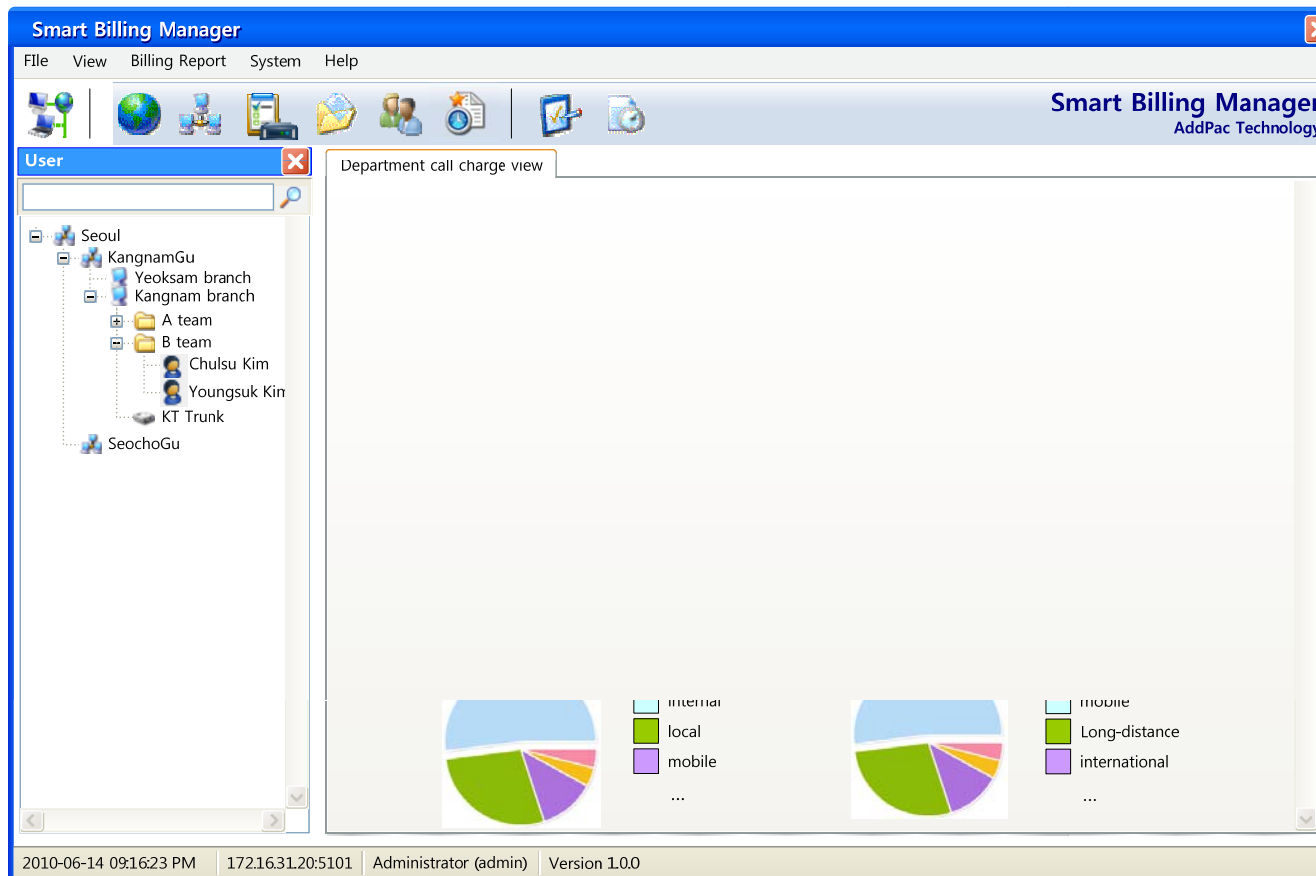 Smart Billing Manager
FIle View Billing Report System Help
Smart Billing Manager
AddPac Technology
User
Department call charge view
Seoul
KangnamGu
Yeoksam branch
Kangnam branch
A team
B team
Chulsu Kim
Youngsuk Kim
KT Trunk
SeochoGu
internal
local
mobile
...
mobile
Long-distance
international
...
2010-06-14 09:16:23 PM 172.16.31.20:5101 Administrator (admin) Version 1.0.0